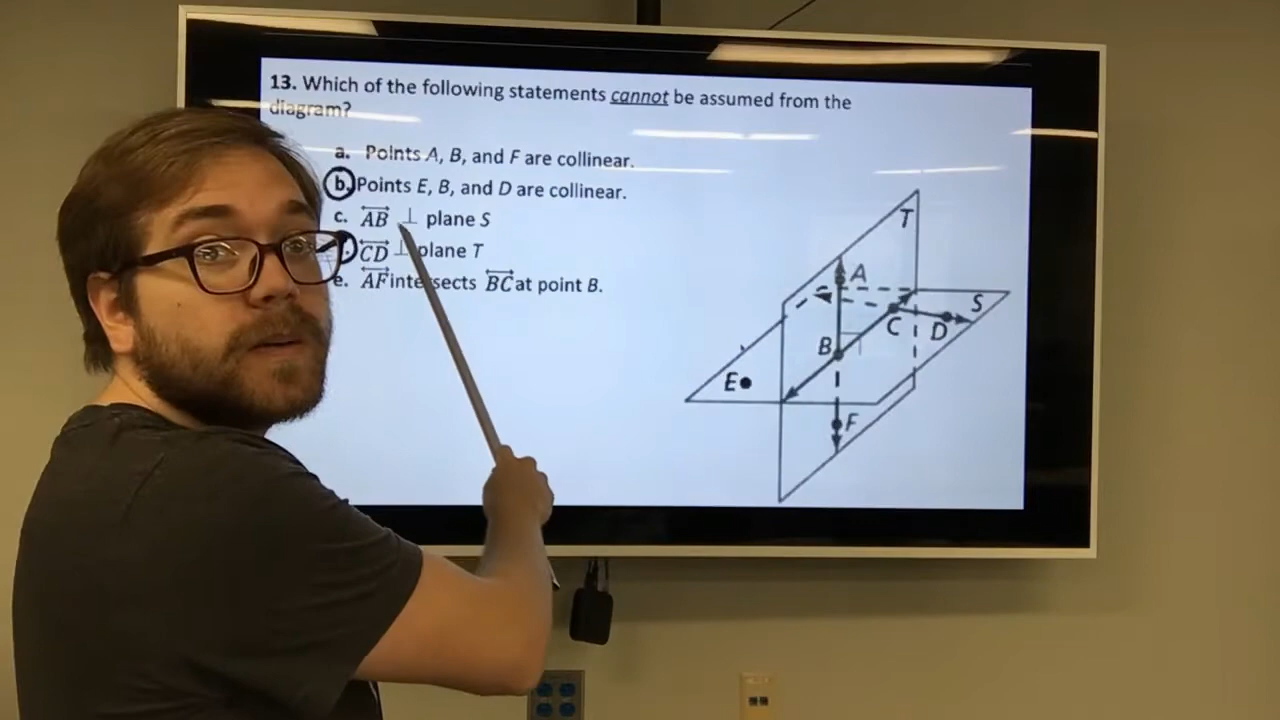 13. Which of the following statements cannot be assumed from the
diagram?
a. Points A, B, and F are collinear.
b. Points E, B, and D are collinear.
c. AB ⊥ plane S
CD ⊥ plane T
e. AF intersects BC at point B.
T
A
S
C D
B
E
F